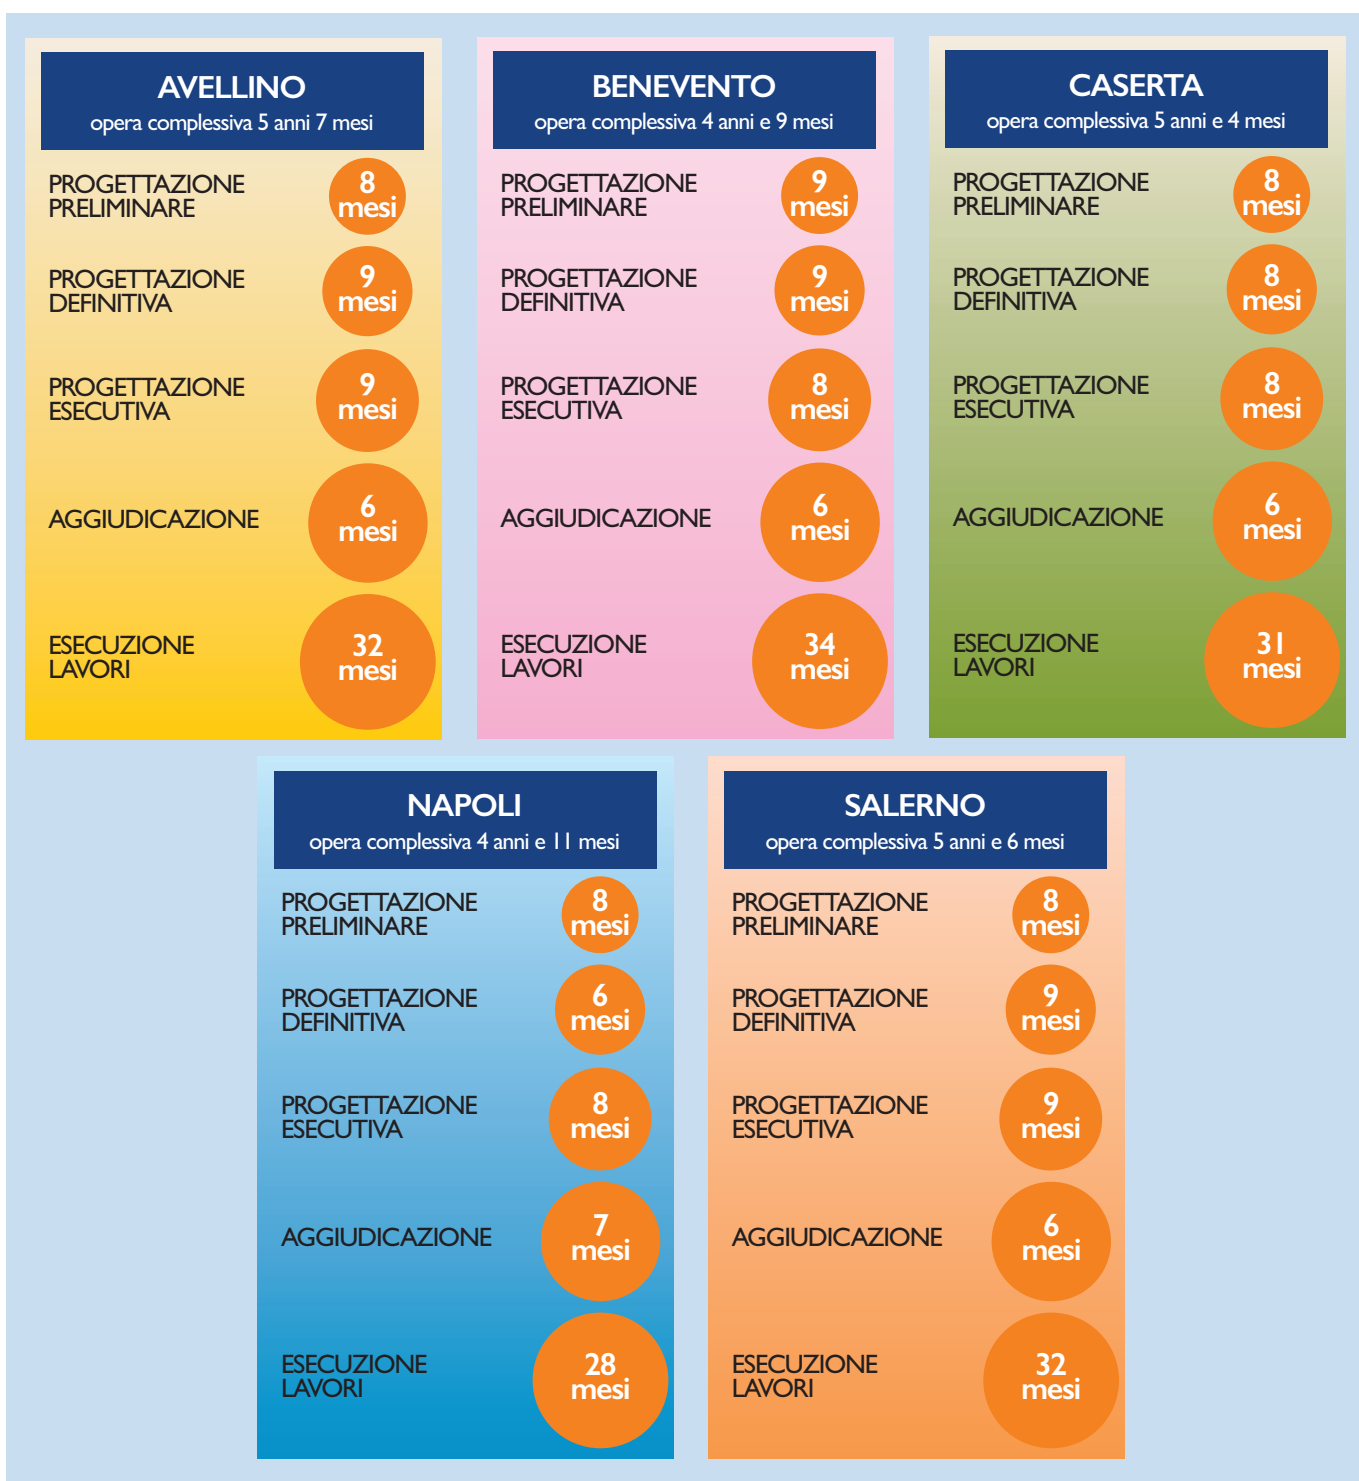 AVELLINO
opera complessiva 5 anni 7 mesi
PROGETTAZIONE
PRELIMINARE
8
mesi
PROGETTAZIONE
DEFINITIVA
9
mesi
PROGETTAZIONE
ESECUTIVA
9
mesi
AGGIUDICAZIONE
6
mesi
ESECUZIONE
LAVORI
32
mesi
BENEVENTO
opera complessiva 4 anni e 9 mesi
PROGETTAZIONE
PRELIMINARE
9
mesi
PROGETTAZIONE
DEFINITIVA
9
mesi
PROGETTAZIONE
ESECUTIVA
8
mesi
AGGIUDICAZIONE
6
mesi
ESECUZIONE
LAVORI
34
mesi
CASERTA
opera complessiva 5 anni e 4 mesi
PROGETTAZIONE
PRELIMINARE
8
mesi
PROGETTAZIONE
DEFINITIVA
8
mesi
PROGETTAZIONE
ESECUTIVA
8
mesi
AGGIUDICAZIONE
6
mesi
ESECUZIONE
LAVORI
31
mesi
NAPOLI
opera complessiva 4 anni e 11 mesi
PROGETTAZIONE
PRELIMINARE
8
mesi
PROGETTAZIONE
DEFINITIVA
6
mesi
PROGETTAZIONE
ESECUTIVA
8
mesi
AGGIUDICAZIONE
7
mesi
ESECUZIONE
LAVORI
28
mesi
SALERNO
opera complessiva 5 anni e 6 mesi
PROGETTAZIONE
PRELIMINARE
8
mesi
PROGETTAZIONE
DEFINITIVA
9
mesi
PROGETTAZIONE
ESECUTIVA
9
mesi
AGGIUDICAZIONE
6
mesi
ESECUZIONE
LAVORI
32
mesi